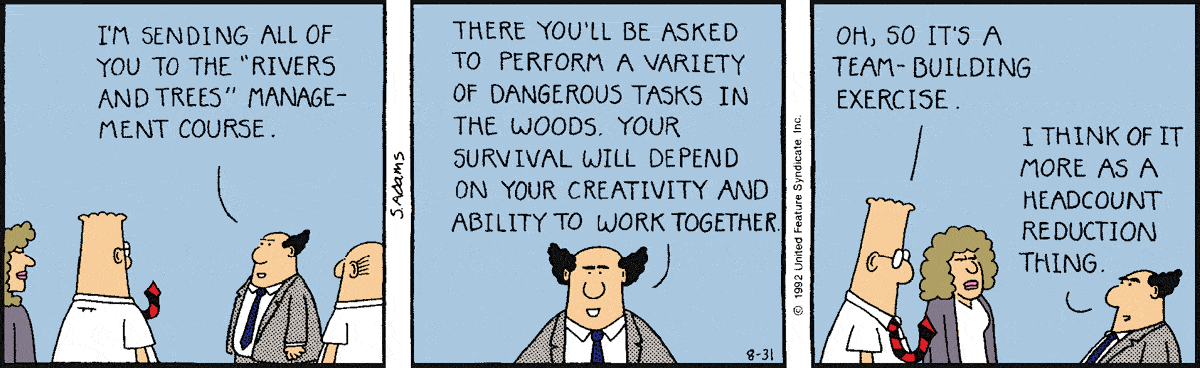 I'M SENDING ALL OF
YOU TO THE "RIVERS
AND TREES" MANAGE-
MENT COURSE.
S.Adams
THERE YOU'LL BE ASKED
TO PERFORM A VARIETY
OF DANGEROUS TASKS IN
THE WOODS. YOUR
SURVIVAL WILL DEPEND
ON YOUR CREATIVITY AND
ABILITY TO WORK TOGETHER.
8-31
© 1992 United Feature Syndicate, Inc.
OH, SO IT'S A
TEAM-BUILDING
EXERCISE.
I THINK OF IT
MORE AS A
HEADCOUNT
REDUCTION
THING.